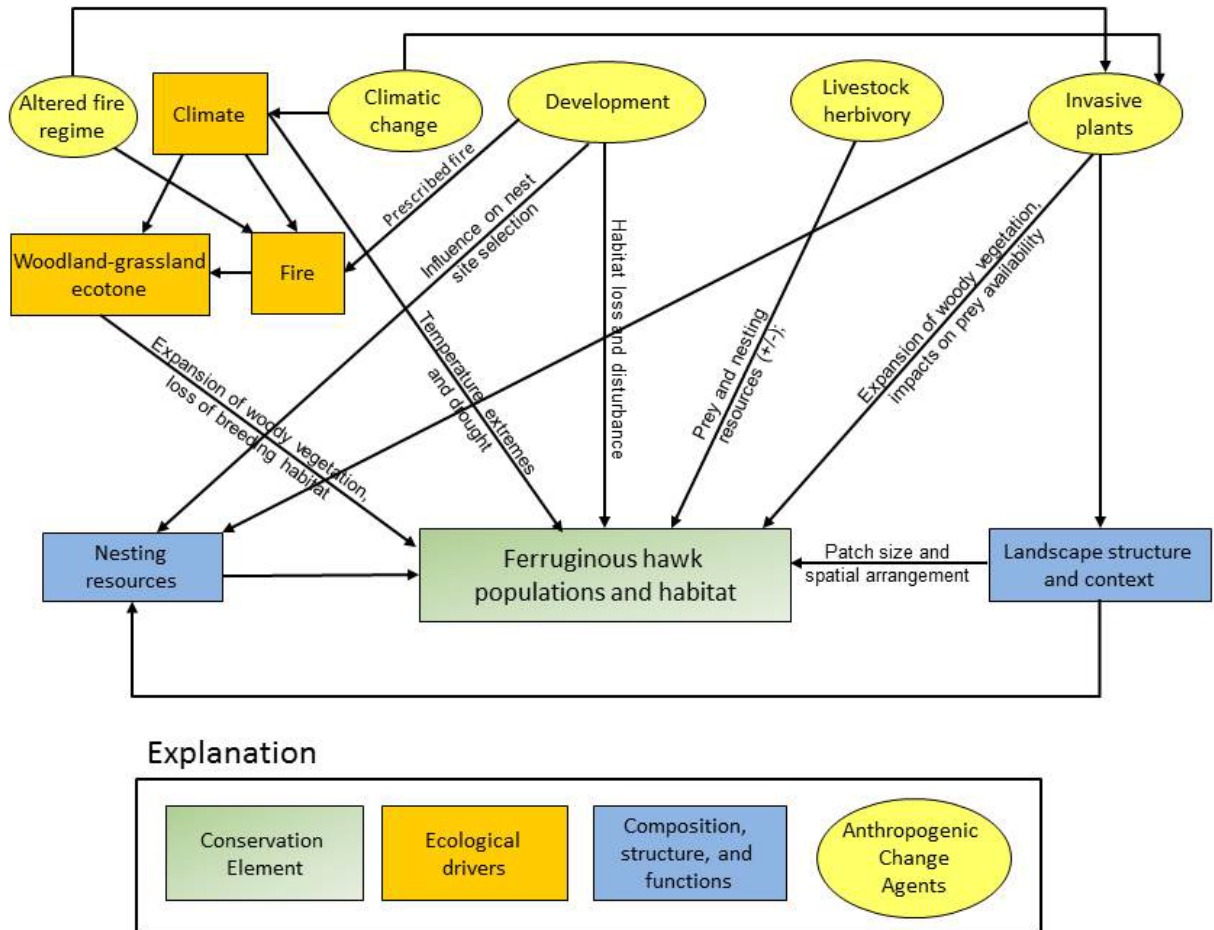 Altered fire
regime
Climate
Climatic
change
Development
Livestock
herbivory
Invasive
plants
Prescribed fire
Influence on nest
site selection
Habitat loss and disturbance
Woodland-grassland
ecotone
Fire
Expansion of woody vegetation,
loss of breeding habitat
Temperature extremes
and drought
Prey and nesting
resources (+/-);
Expansion of woody vegetation,
impacts on prey availability
Nesting
resources
Ferruginous hawk
populations and habitat
Patch size and
spatial arrangement
Landscape structure
and context
Explanation
Conservation
Element
Ecological
drivers
Composition,
structure, and
functions
Anthropogenic
Change
Agents